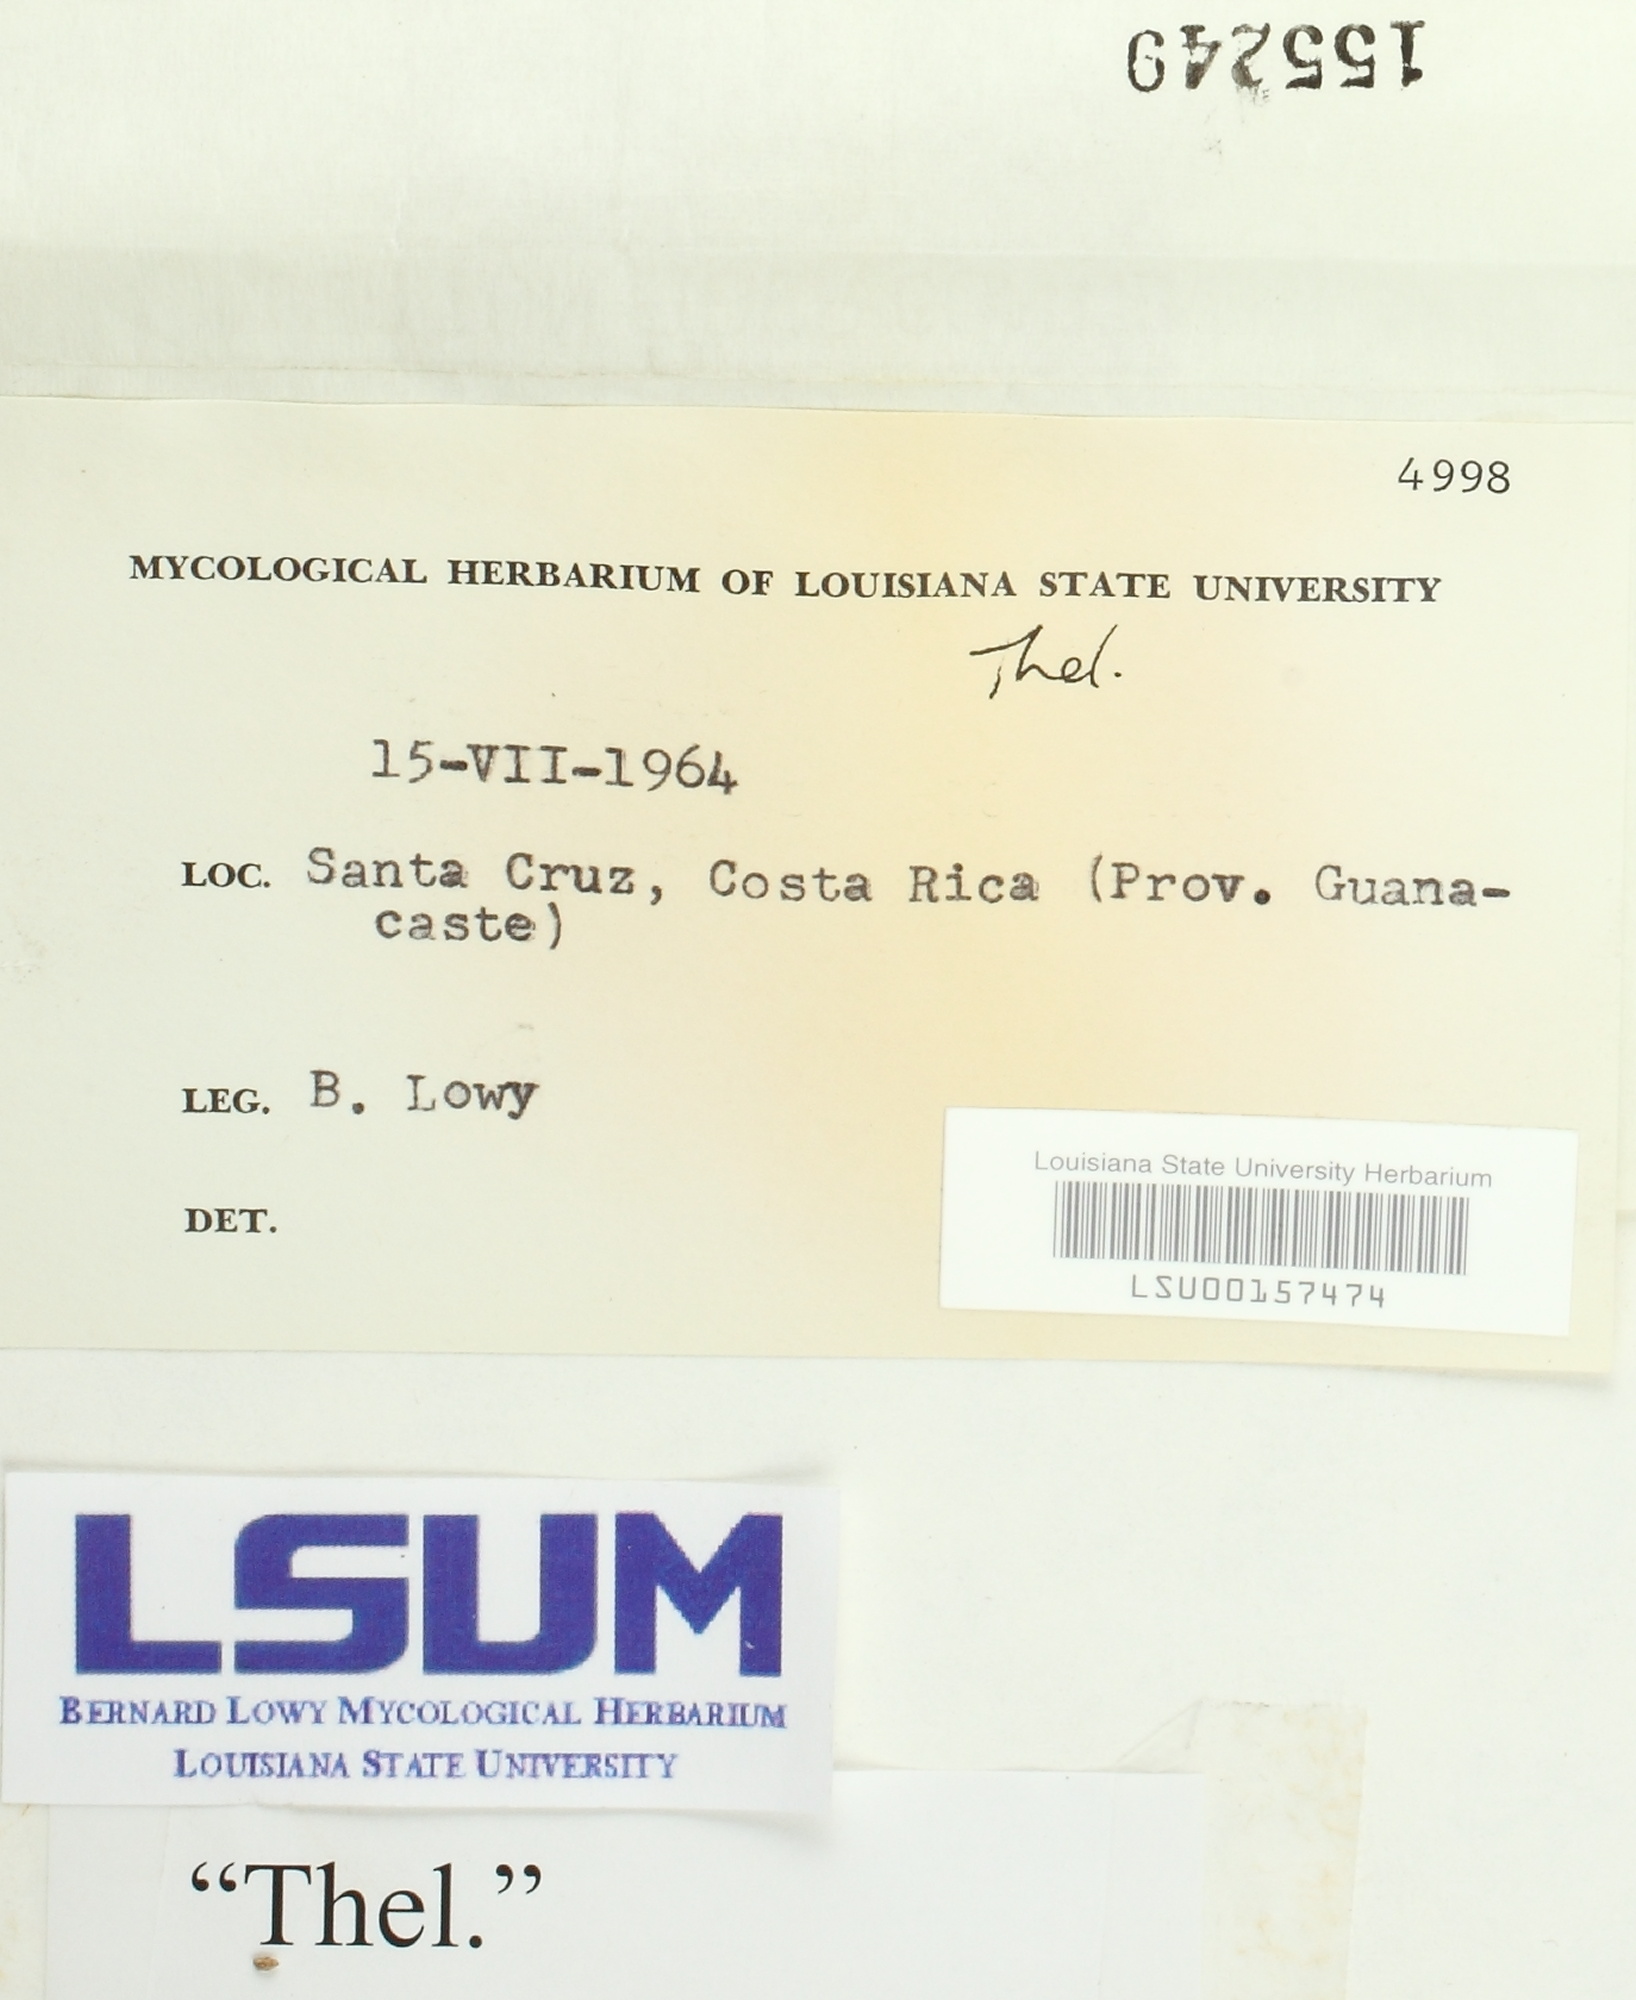 155249
4998
MYCOLOGICAL HERBARIUM OF LOUISIANA STATE UNIVERSITY
Thel.
15-VII-1964
LOC. Santa Cruz, Costa Rica (Prov. Guana-
caste)
LEG. B. Lowy
DET.
Louisiana State University Herbarium
LSU00157474
LSUM
BERNARD LOWY MYCOLOGICAL HERBARIUM
LOUISIANA STATE UNIVERSITY
“Thel.”